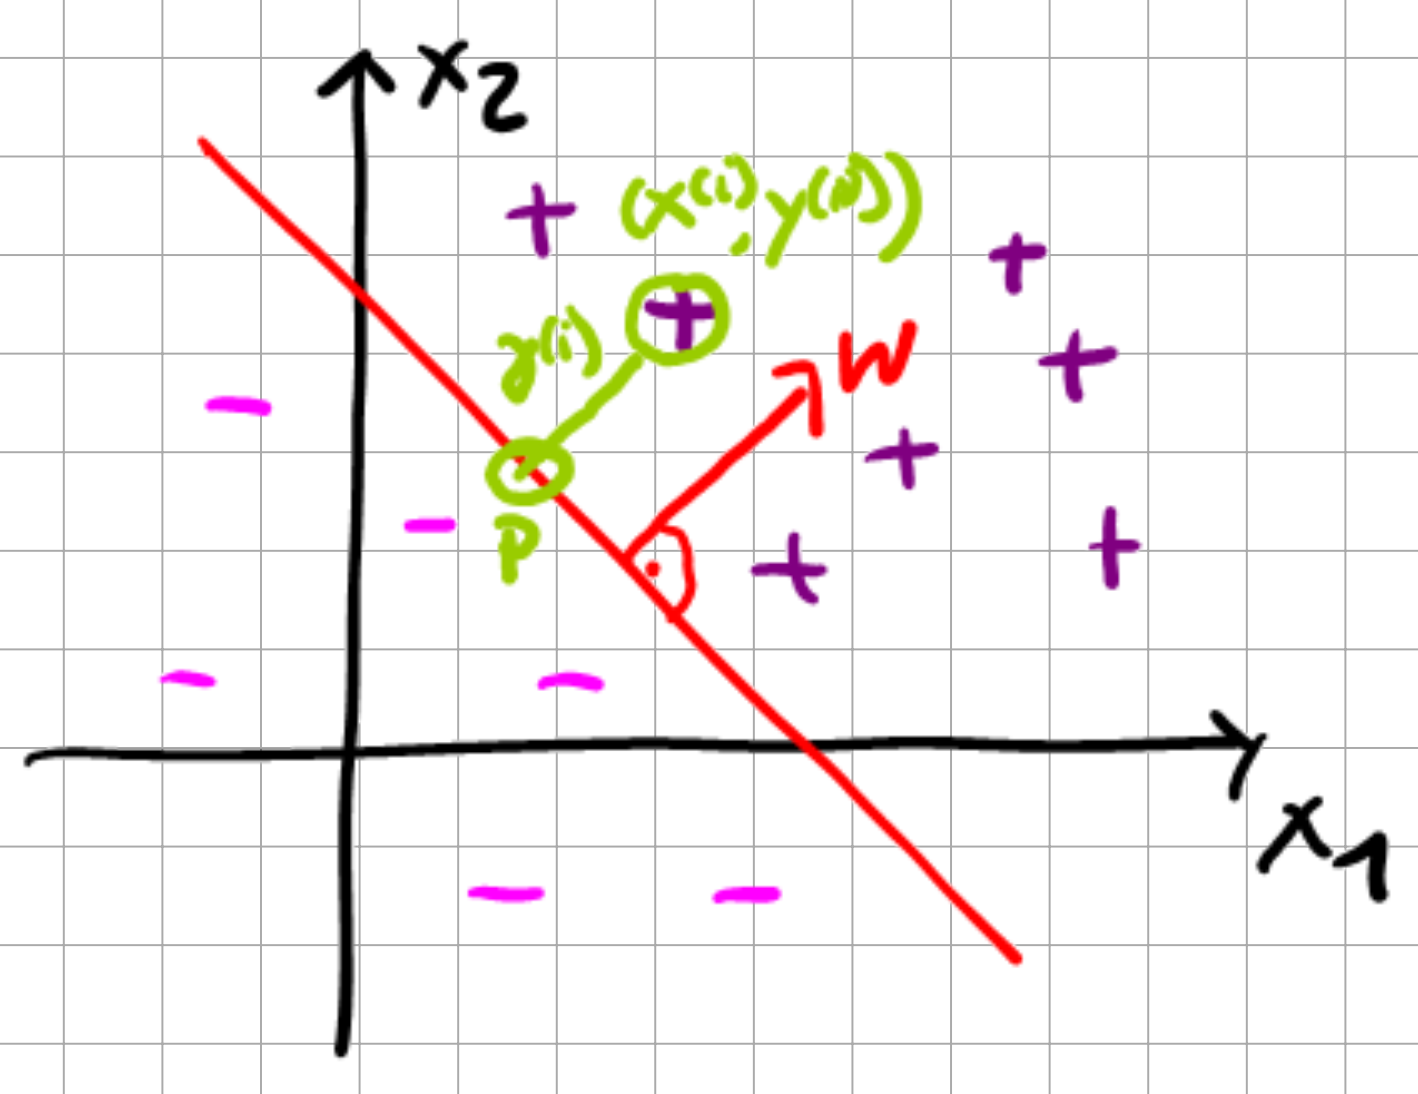 x₂
(x⁽ⁱ⁾, y⁽ⁱ⁾)
γ⁽ⁱ⁾
w
p
x₁